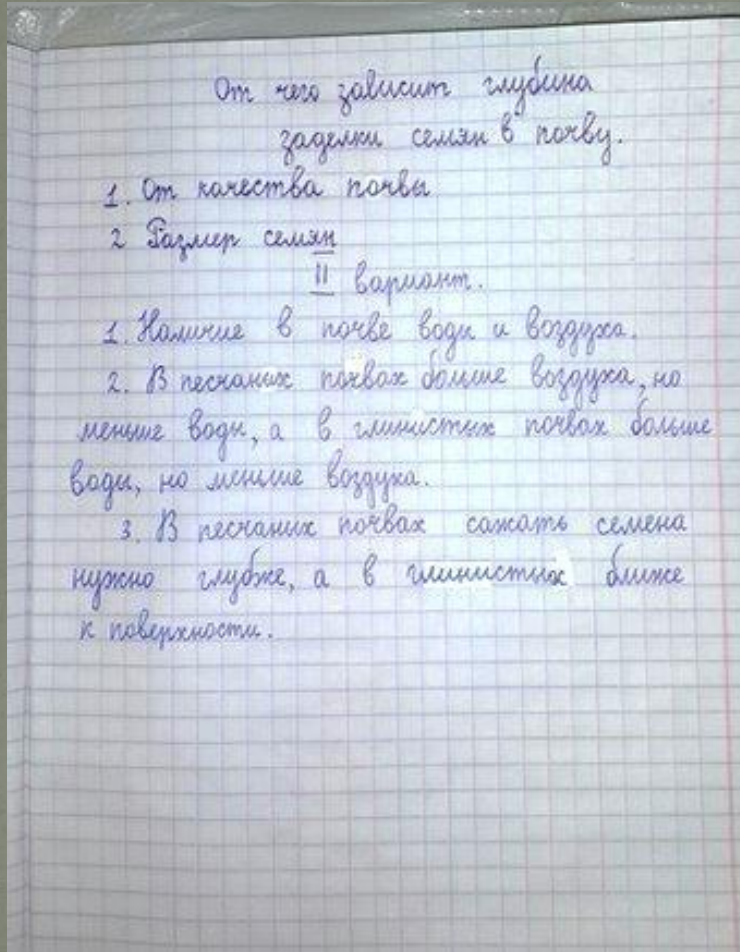 От чего зависит глубина
заделки семян в почву.
1. От качества почвы
2 Размер семян
II вариант.
1. Наличие в почве воды и воздуха.
2. В песчаных почвах больше воздуха, но
меньше воды, а в глинистых почвах больше
воды, но меньше воздуха.
3. В песчаних почвах сажать семена
нужно глубже, а в глинистых ближе
к поверхности.